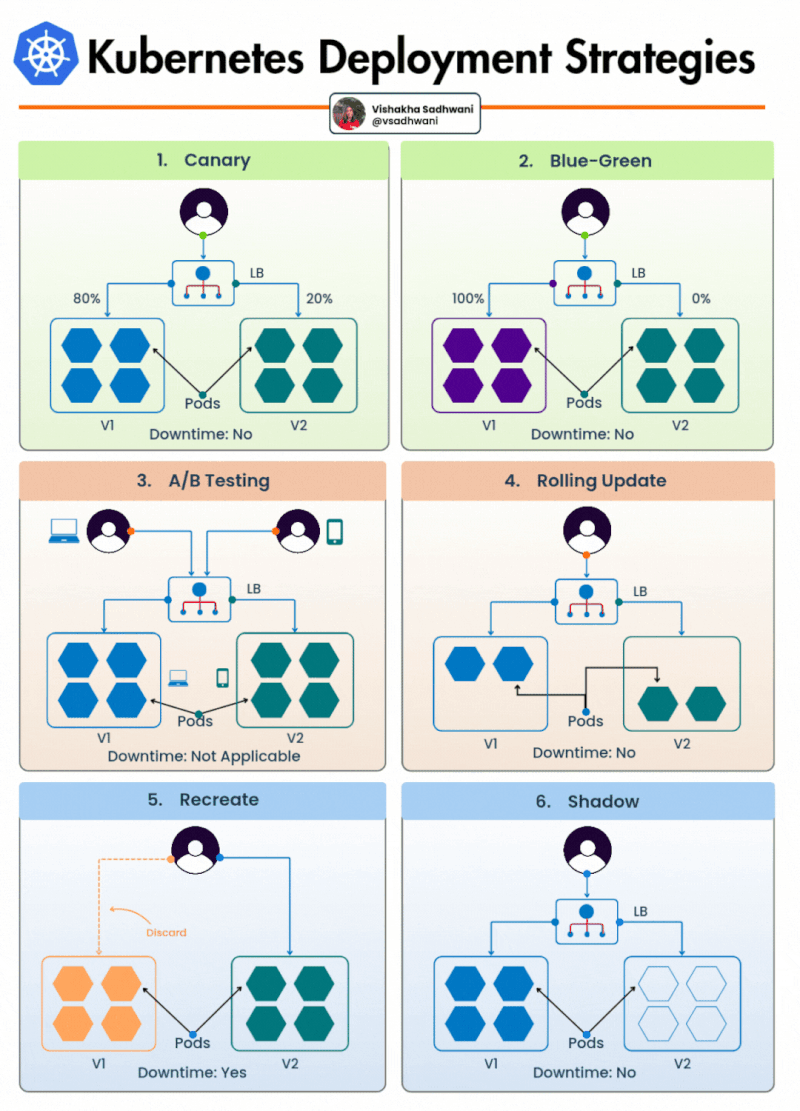 Kubernetes Deployment Strategies
Vishakha Sadhwani
@vsadhwani
1. Canary
LB
80%
20%
Pods
V1
V2
Downtime: No
2. Blue-Green
LB
100%
0%
Pods
V1
V2
Downtime: No
3. A/B Testing
LB
Pods
V1
V2
Downtime: Not Applicable
4. Rolling Update
LB
Pods
V1
V2
Downtime: No
5. Recreate
Discard
Pods
V1
V2
Downtime: Yes
6. Shadow
LB
Pods
V1
V2
Downtime: No